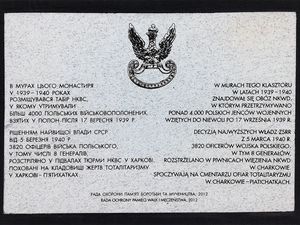 В МУРАХ ЦЬОГО МОНАСТИРЯ
У 1939-1940 РОКАХ
РОЗМІЩУВАВСЯ ТАБІР НКВС,
У ЯКОМУ УТРИМУВАЛИ
БІЛЬШ 4000 ПОЛЬСЬКИХ ВІЙСЬКОВОПОЛОНЕНИХ,
ВЗЯТИХ У ПОЛОН ПІСЛЯ 17 ВЕРЕСНЯ 1939 Р.
РІШЕННЯМ НАЙВИЩОЇ ВЛАДИ СРСР
ВІД 5 БЕРЕЗНЯ 1940 Р.
3820 ОФІЦЕРІВ ВІЙСЬКА ПОЛЬСЬКОГО,
У ТОМУ ЧИСЛІ 8 ГЕНЕРАЛІВ,
РОЗСТРІЛЯНО У ПІДВАЛАХ ТЮРМИ НКВС У ХАРКОВІ.
ПОХОВАНІ НА КЛАДОВИЩІ ЖЕРТВ ТОТАЛІТАРИЗМУ
У ХАРКОВІ - П'ЯТИХАТКАХ.
W MURACH TEGO KLASZTORU
W LATACH 1939-1940
ZNAJDOWAŁ SIĘ OBÓZ NKWD,
W KTÓRYM PRZETRZYMYWANO
PONAD 4.000 POLSKICH JEŃCÓW WOJENNYCH
WZIĘTYCH DO NIEWOLI PO 17 WRZEŚNIA 1939 R.
DECYZJĄ NAJWYŻSZYCH WŁADZ ZSRR
Z 5 MARCA 1940 R.
3820 OFICERÓW WOJSKA POLSKIEGO,
W TYM 8 GENERAŁÓW,
ROZSTRZELANO W PIWNICACH WIĘZIENIA NKWD
W CHARKOWIE.
SPOCZYWAJĄ NA CMENTARZU OFIAR TOTALITARYZMU
W CHARKOWIE - PIATICHATKACH.
РАДА ОХОРОНИ ПАМ'ЯТІ БОРОТЬБИ ТА МУЧЕНИЦТВА, 2012
RADA OCHRONY PAMIĘCI WALK I MĘCZEŃSTWA, 2012